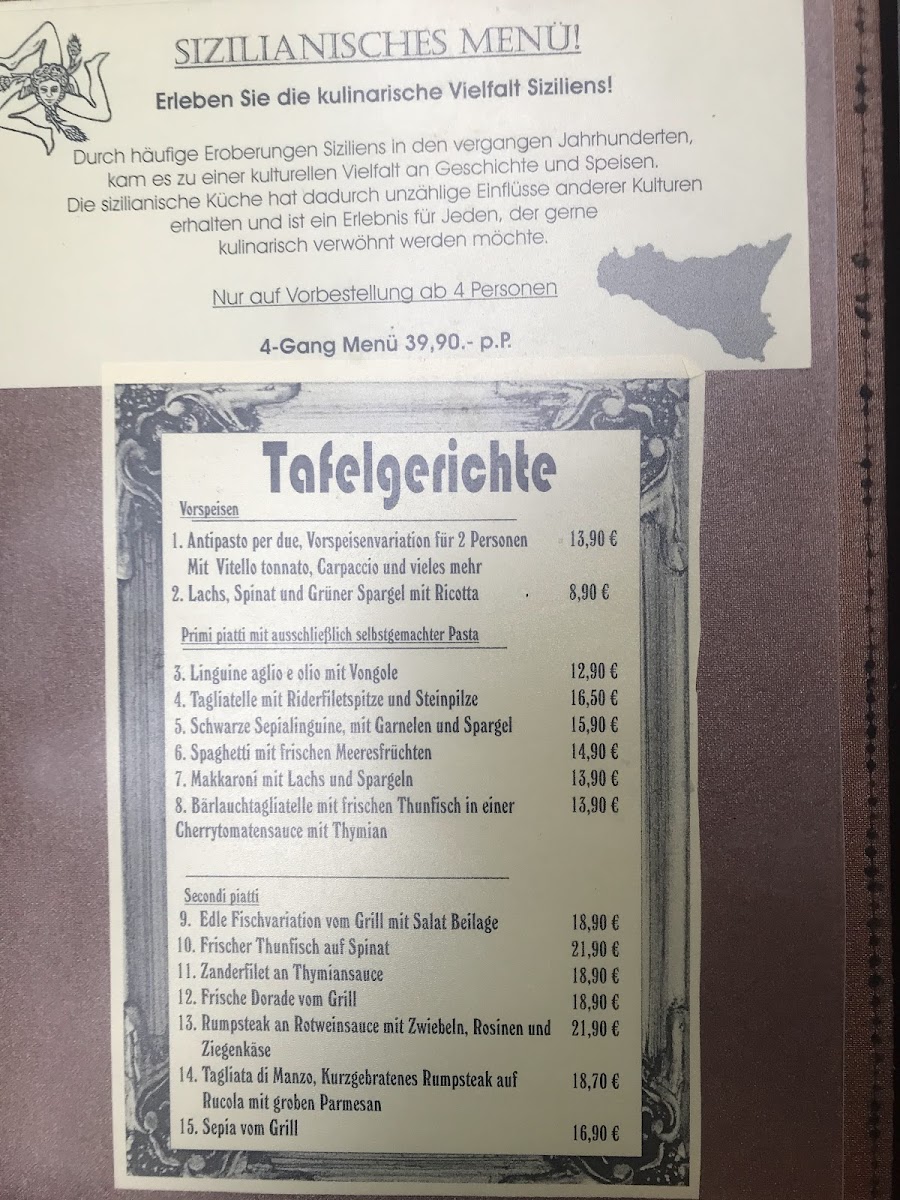 SIZILIANISCHES MENÜ!
Erleben Sie die kulinarische Vielfalt Siziliens!
Durch häufige Eroberungen Siziliens in den vergangen Jahrhunderten,
kam es zu einer kulturellen Vielfalt an Geschichte und Speisen.
Die sizilianische Küche hat dadurch unzählige Einflüsse anderer Kulturen
erhalten und ist ein Erlebnis für Jeden, der gerne
kulinarisch verwöhnt werden möchte.
Nur auf Vorbestellung ab 4 Personen
4-Gang Menü 39,90.- p.P.
Tafelgerichte
Vorspeisen
1. Antipasto per due, Vorspeisenvariation für 2 Personen 13,90 €
Mit Vitello tonnato, Carpaccio und vieles mehr
2. Lachs, Spinat und Grüner Spargel mit Ricotta 8,90 €
Primi piatti mit ausschließlich selbstgemachter Pasta
3. Linguine aglio e olio mit Vongole 12,90 €
4. Tagliatelle mit Riderfiletspitze und Steinpilze 16,50 €
5. Schwarze Sepialinguine, mit Garnelen und Spargel 15,90 €
6. Spaghetti mit frischen Meeresfrüchten 14,90 €
7. Makkaroni mit Lachs und Spargeln 13,90 €
8. Bärlauchtagliatelle mit frischen Thunfisch in einer 13,90 €
Cherrytomatensauce mit Thymian
Secondi piatti
9. Edle Fischvariation vom Grill mit Salat Beilage 18,90 €
10. Frischer Thunfisch auf Spinat 21,90 €
11. Zanderfilet an Thymiansauce 18,90 €
12. Frische Dorade vom Grill 18,90 €
13. Rumpsteak an Rotweinsauce mit Zwiebeln, Rosinen und 21,90 €
Ziegenkäse
14. Tagliata di Manzo, Kurzgebratenes Rumpsteak auf 18,70 €
Rucola mit groben Parmesan
15. Sepia vom Grill 16,90 €